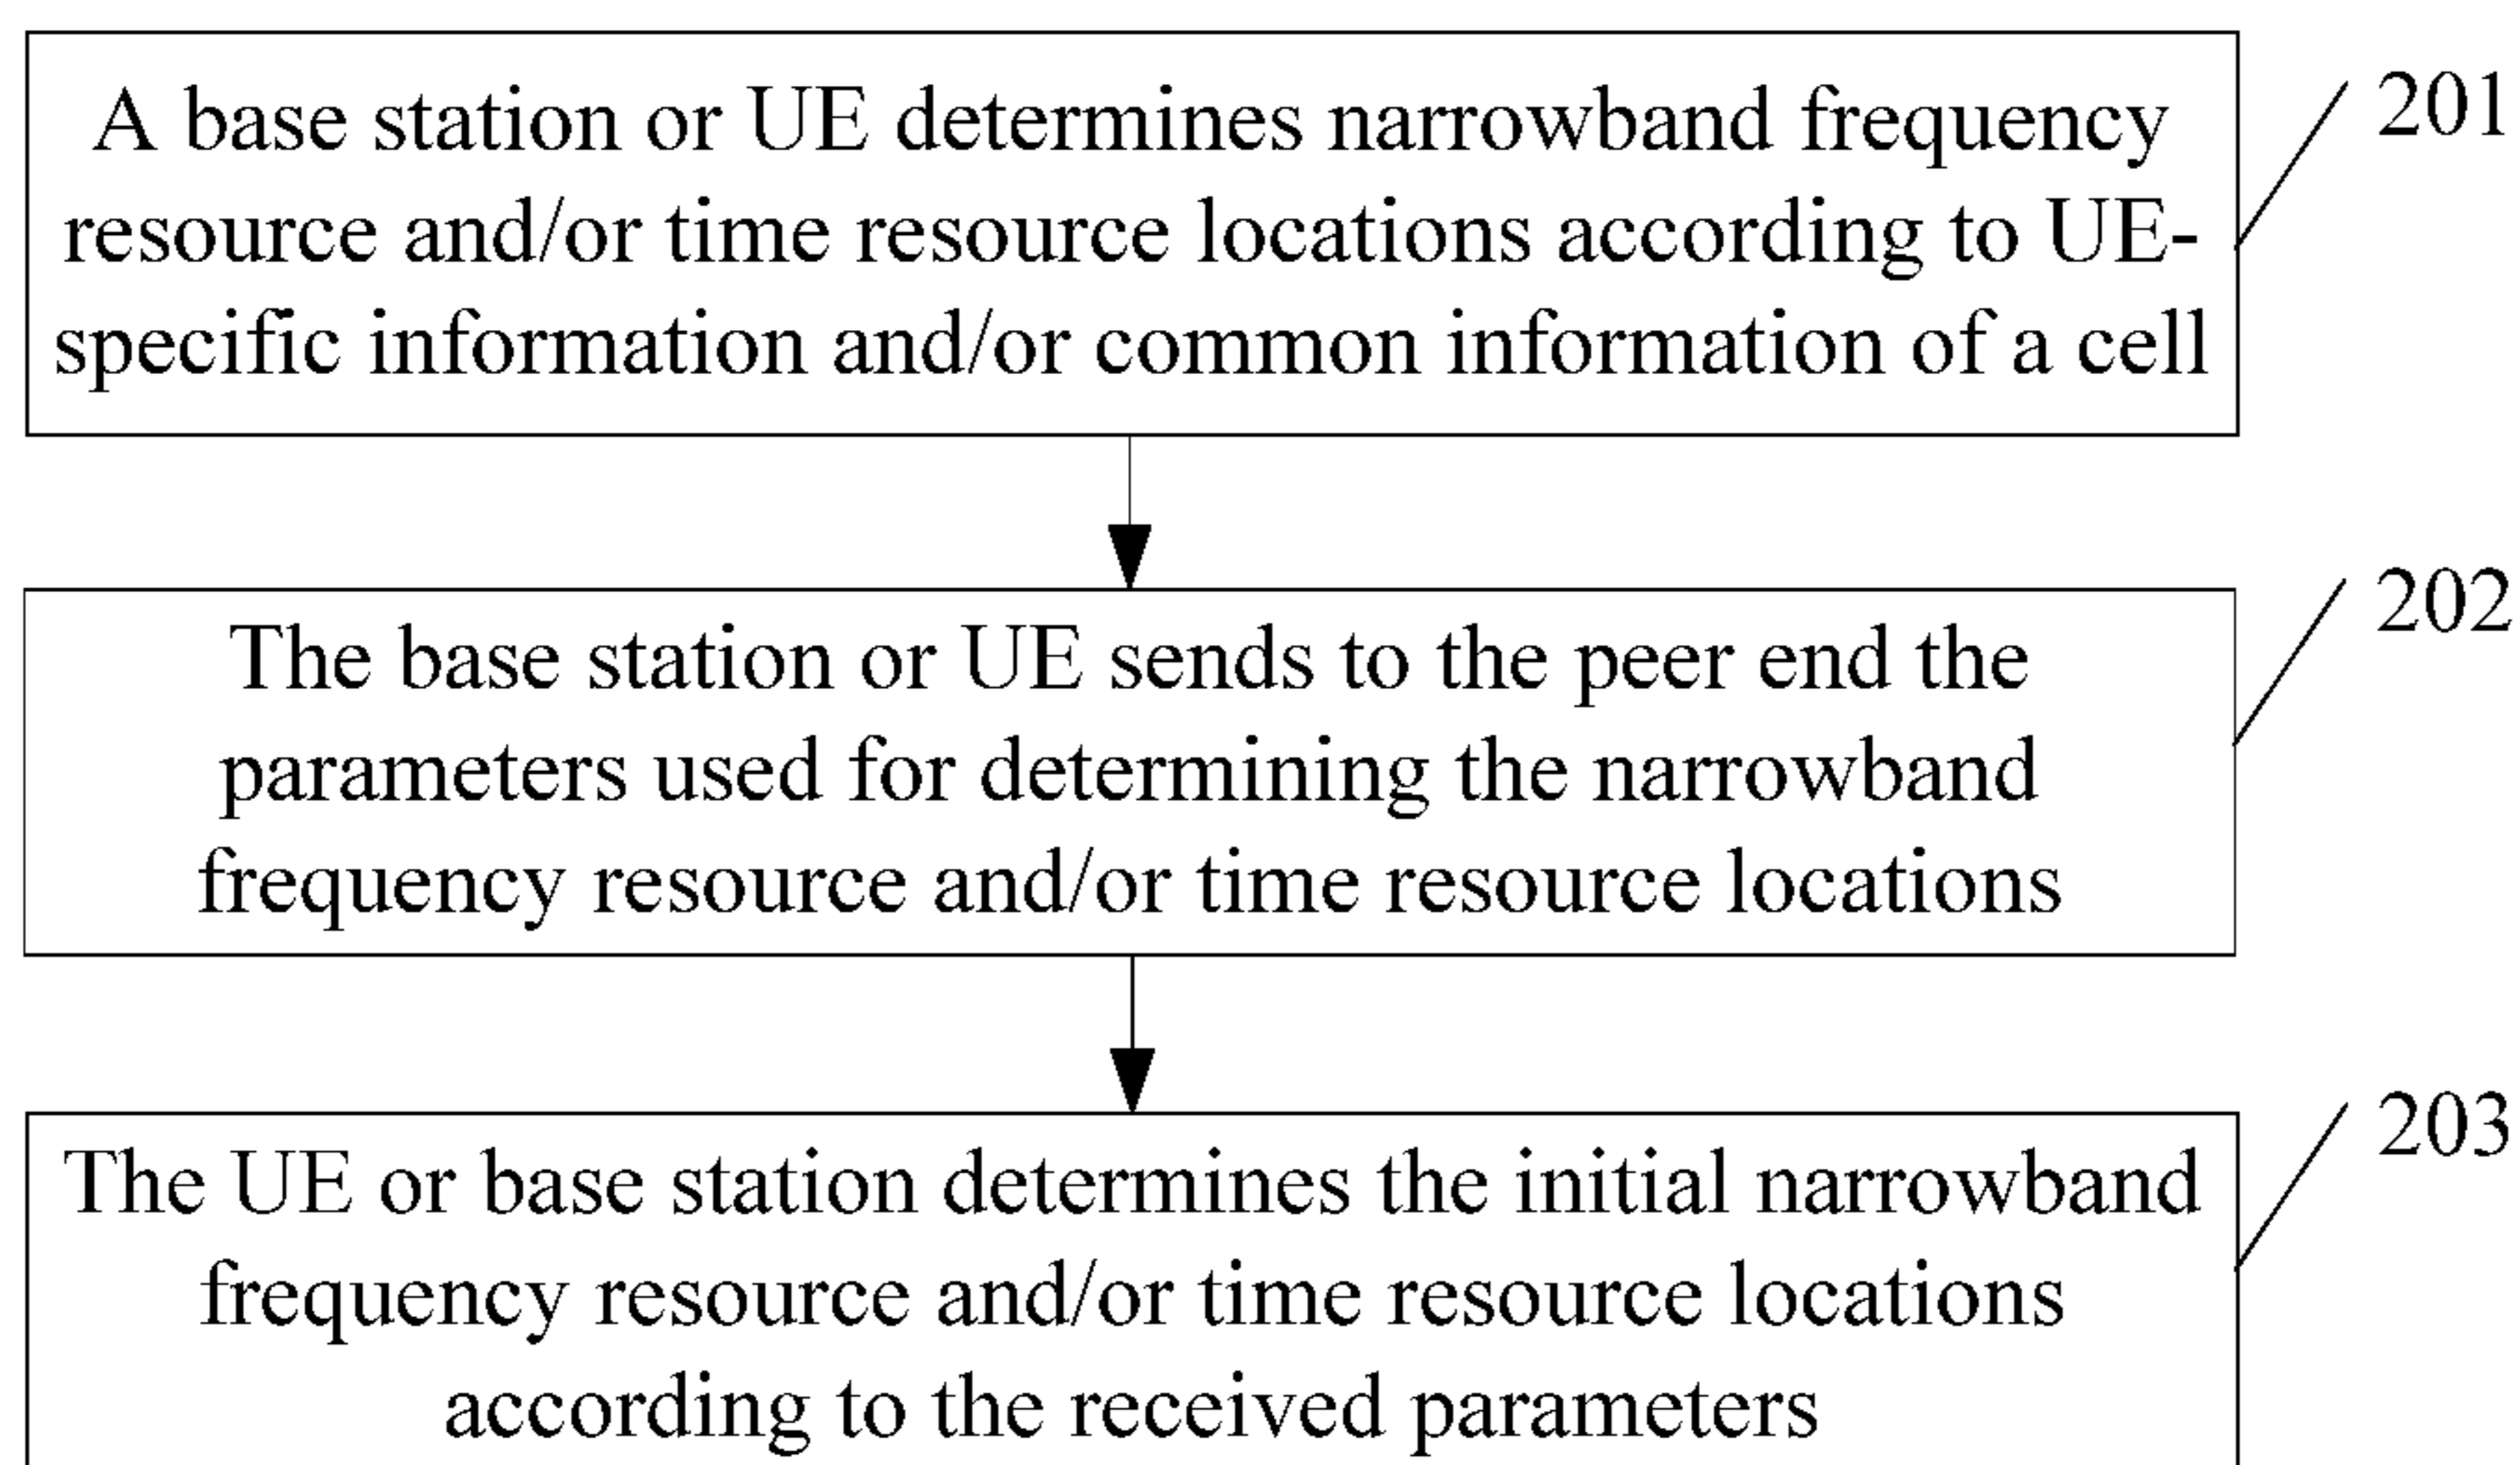 A base station or UE determines narrowband frequency
resource and/or time resource locations according to UE-
specific information and/or common information of a cell
201
The base station or UE sends to the peer end the
parameters used for determining the narrowband
frequency resource and/or time resource locations
202
The UE or base station determines the initial narrowband
frequency resource and/or time resource locations
according to the received parameters
203